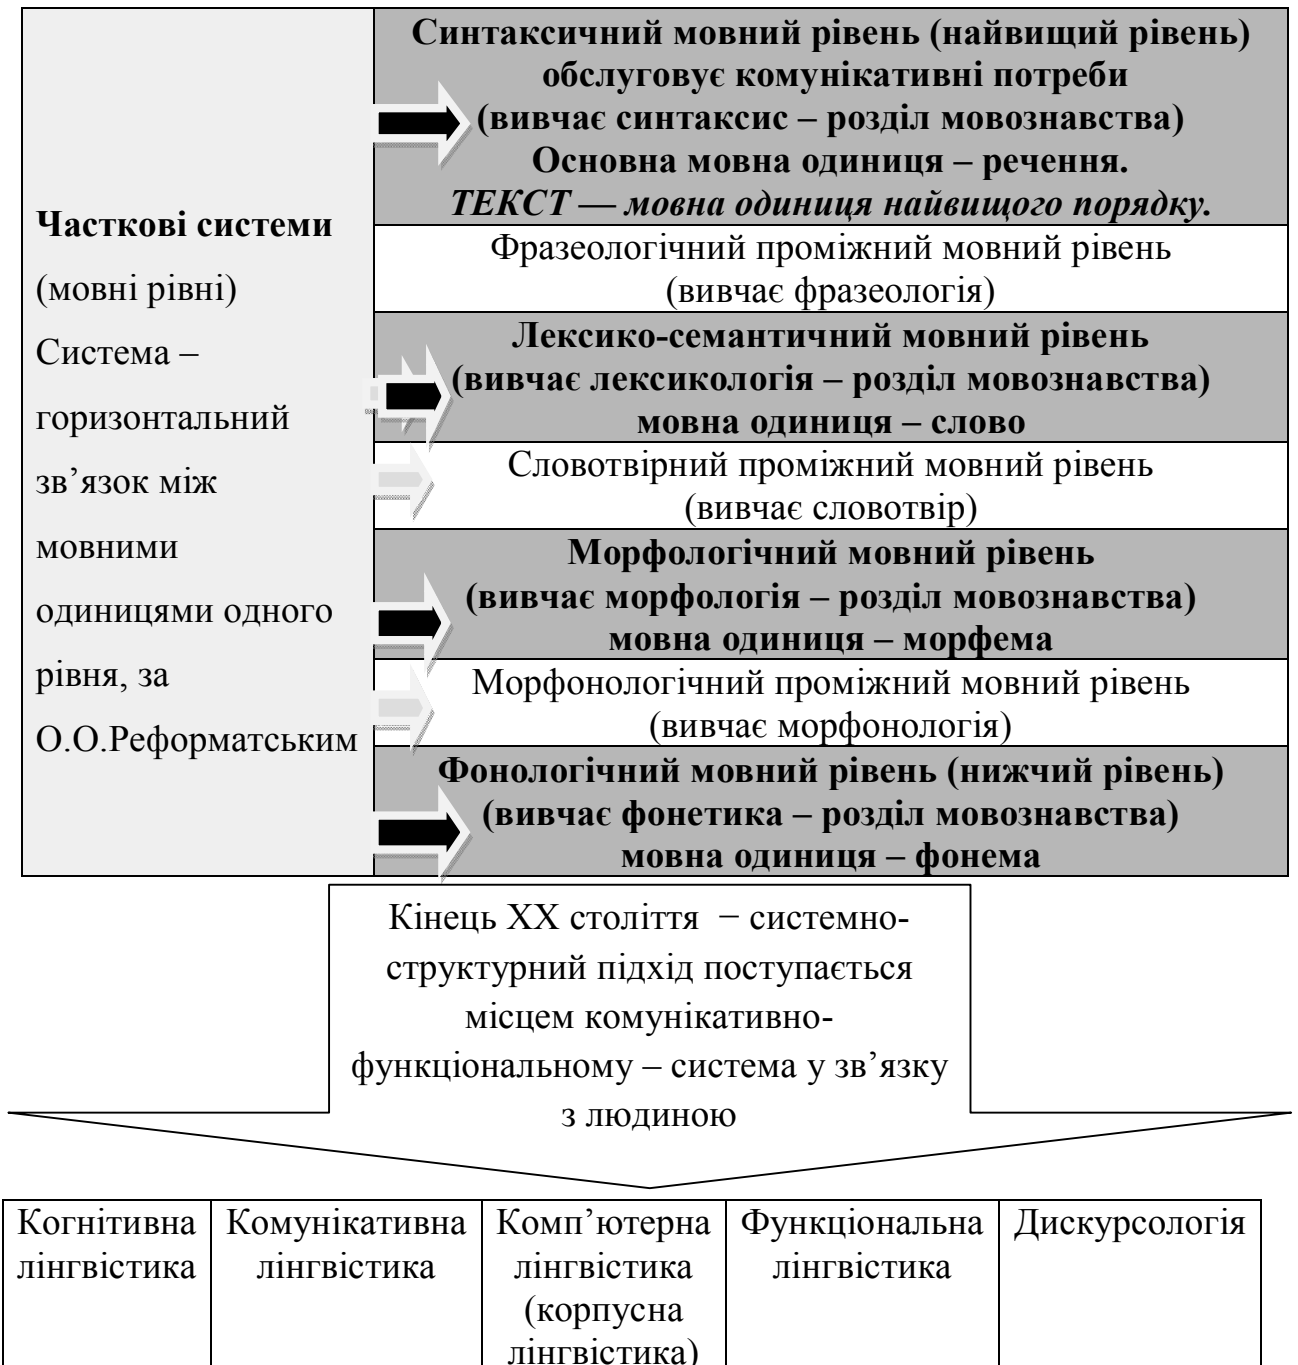 Часткові системи
(мовні рівні)
Система –
горизонтальний
зв’язок між
мовними
одиницями одного
рівня, за
О.О.Реформатським
Синтаксичний мовний рівень (найвищий рівень)
обслуговує комунікативні потреби
(вивчає синтаксис – розділ мовознавства)
Основна мовна одиниця – речення.
ТЕКСТ — мовна одиниця найвищого порядку.
Фразеологічний проміжний мовний рівень
(вивчає фразеологія)
Лексико-семантичний мовний рівень
(вивчає лексикологія – розділ мовознавства)
мовна одиниця – слово
Словотвірний проміжний мовний рівень
(вивчає словотвір)
Морфологічний мовний рівень
(вивчає морфологія – розділ мовознавства)
мовна одиниця – морфема
Морфонологічний проміжний мовний рівень
(вивчає морфонологія)
Фонологічний мовний рівень (нижчий рівень)
(вивчає фонетика – розділ мовознавства)
мовна одиниця – фонема
Кінець ХХ століття − системно-
структурний підхід поступається
місцем комунікативно-
функціональному – система у зв’язку
з людиною
Когнітивна
лінгвістика
Комунікативна
лінгвістика
Комп’ютерна
лінгвістика
(корпусна
лінгвістика)
Функціональна
лінгвістика
Дискурсологія